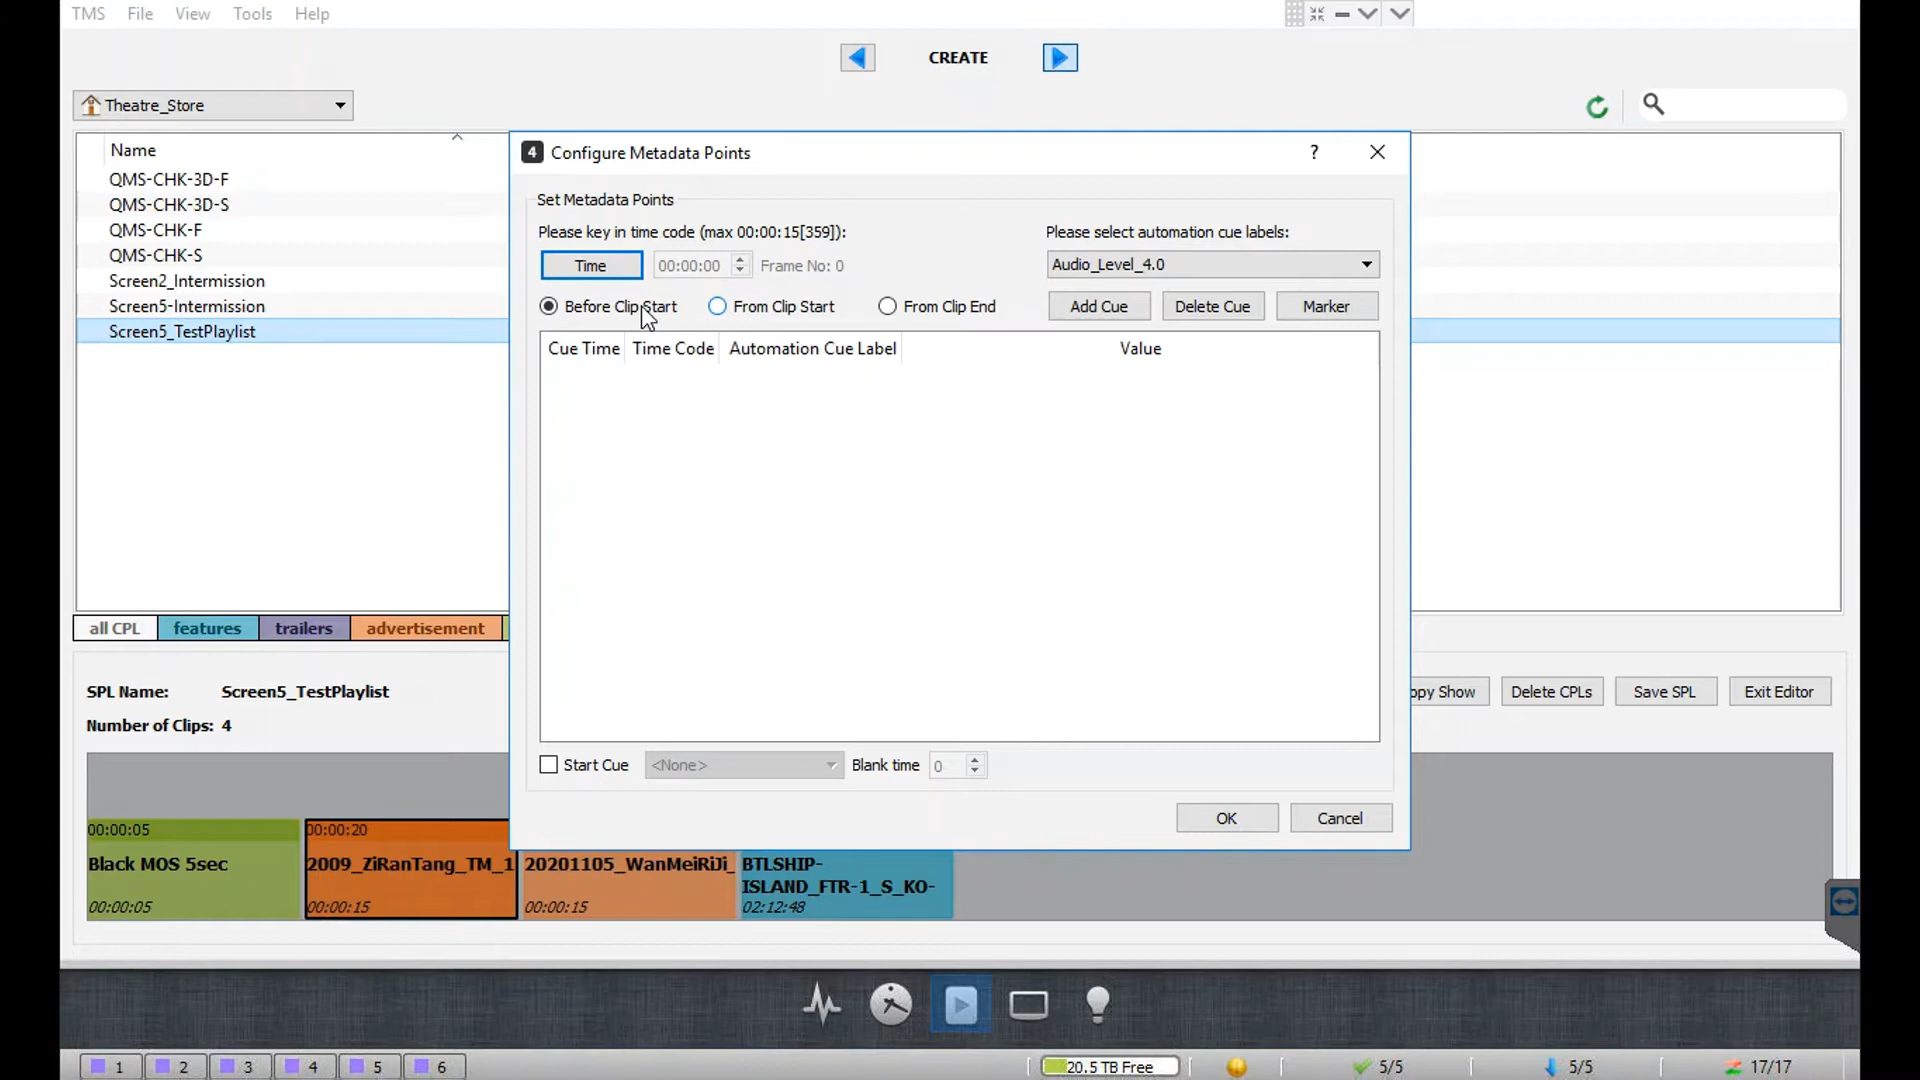 TMS File View Tools Help
CREATE
Theatre_Store
Name
QMS-CHK-3D-F
QMS-CHK-3D-S
QMS-CHK-F
QMS-CHK-S
Screen2_Intermission
Screen5-Intermission
Screen5_TestPlaylist
4 Configure Metadata Points ?
Set Metadata Points
Please key in time code (max 00:00:15[359]):
Please select automation cue labels:
Time 00:00:00 Frame No: 0
Audio_Level_4.0
Before Clip Start From Clip Start From Clip End
Add Cue Delete Cue Marker
Cue Time Time Code Automation Cue Label Value
Start Cue <None> Blank time 0
OK Cancel
all CPL features trailers advertisement
SPL Name: Screen5_TestPlaylist
opy Show Delete CPLs Save SPL Exit Editor
Number of Clips: 4
00:00:05
Black MOS 5sec
00:00:05
00:00:20
2009_ZiRanTang_TM_1
00:00:15
20201105_WanMeiRiJi_
00:00:15
BTLSHIP-
ISLAND_FTR-1_S_KO-
02:12:48
1 2 3 4 5 6
20.5 TB Free 5/5 5/5 17/17